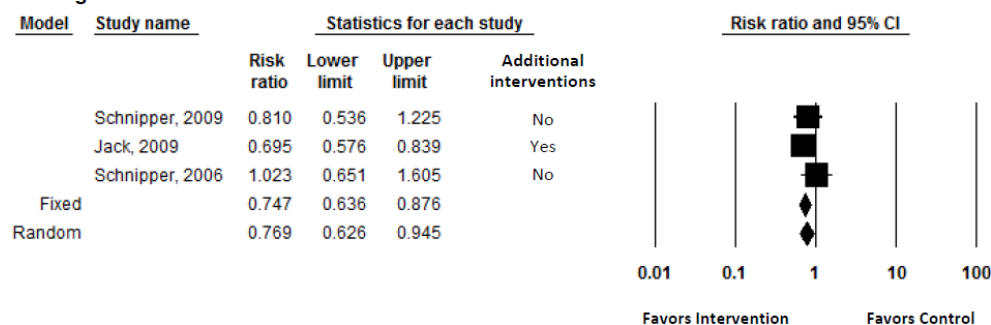 Model Study name Statistics for each study Risk ratio and 95% CI
Risk ratio Lower limit Upper limit Additional interventions
Schnipper, 2009 0.810 0.536 1.225 No
Jack, 2009 0.695 0.576 0.839 Yes
Schnipper, 2006 1.023 0.651 1.605 No
Fixed 0.747 0.636 0.876
Random 0.769 0.626 0.945
0.01 0.1 1 10 100
Favors Intervention Favors Control